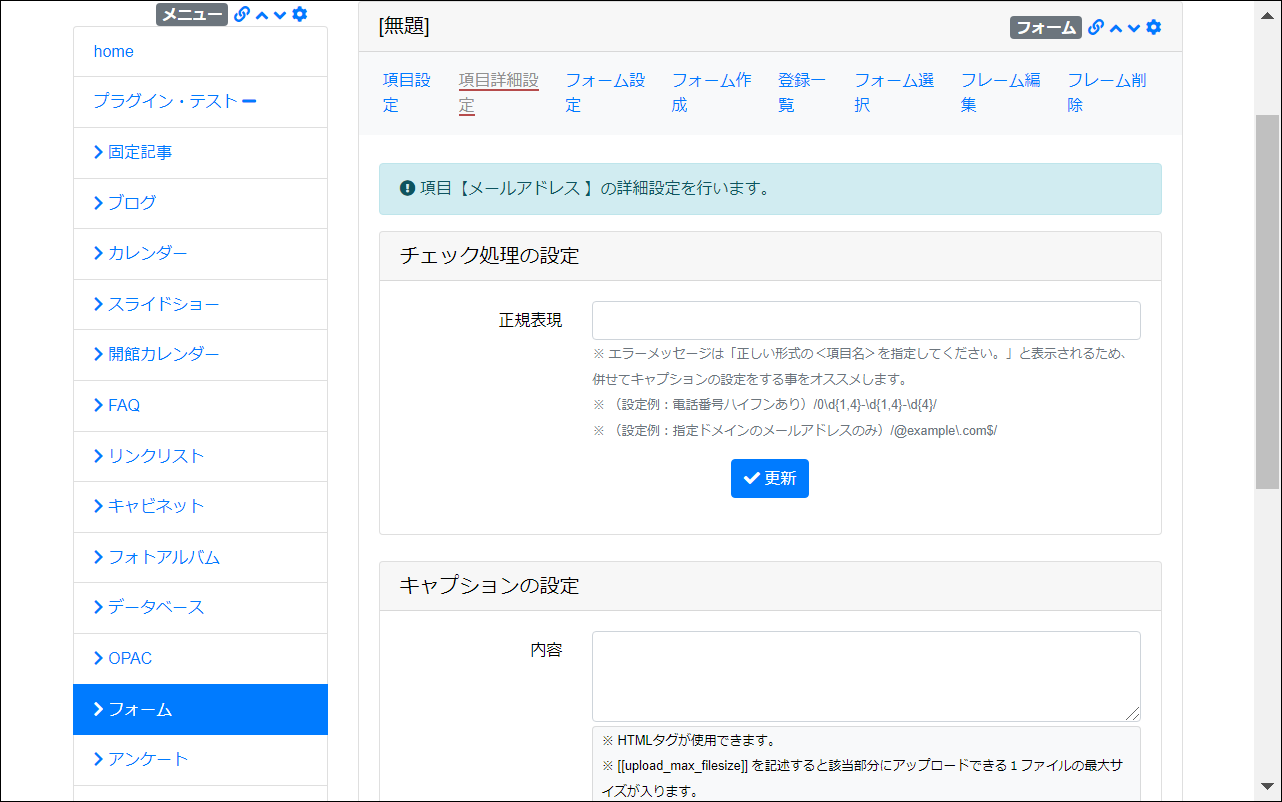 メニュー
home
プラグイン・テスト
固定記事
ブログ
カレンダー
スライドショー
開館カレンダー
FAQ
リンクリスト
キャビネット
フォトアルバム
データベース
OPAC
フォーム
アンケート
[無題]
フォーム
項目設定
項目詳細設定
フォーム設定
フォーム作成
登録一覧
フォーム選択
フレーム編集
フレーム削除
項目【メールアドレス 】の詳細設定を行います。
チェック処理の設定
正規表現
※ エラーメッセージは「正しい形式の＜項目名＞を指定してください。」と表示されるため、
併せてキャプションの設定をする事をオススメします。
※ （設定例：電話番号ハイフンあり）/0\d{1,4}-\d{1,4}-\d{4}/
※ （設定例：指定ドメインのメールアドレスのみ）/@example\.com$/
更新
キャプションの設定
内容
※ HTMLタグが使用できます。
※ [[upload_max_filesize]] を記述すると該当部分にアップロードできる１ファイルの最大サ
イズが入ります。